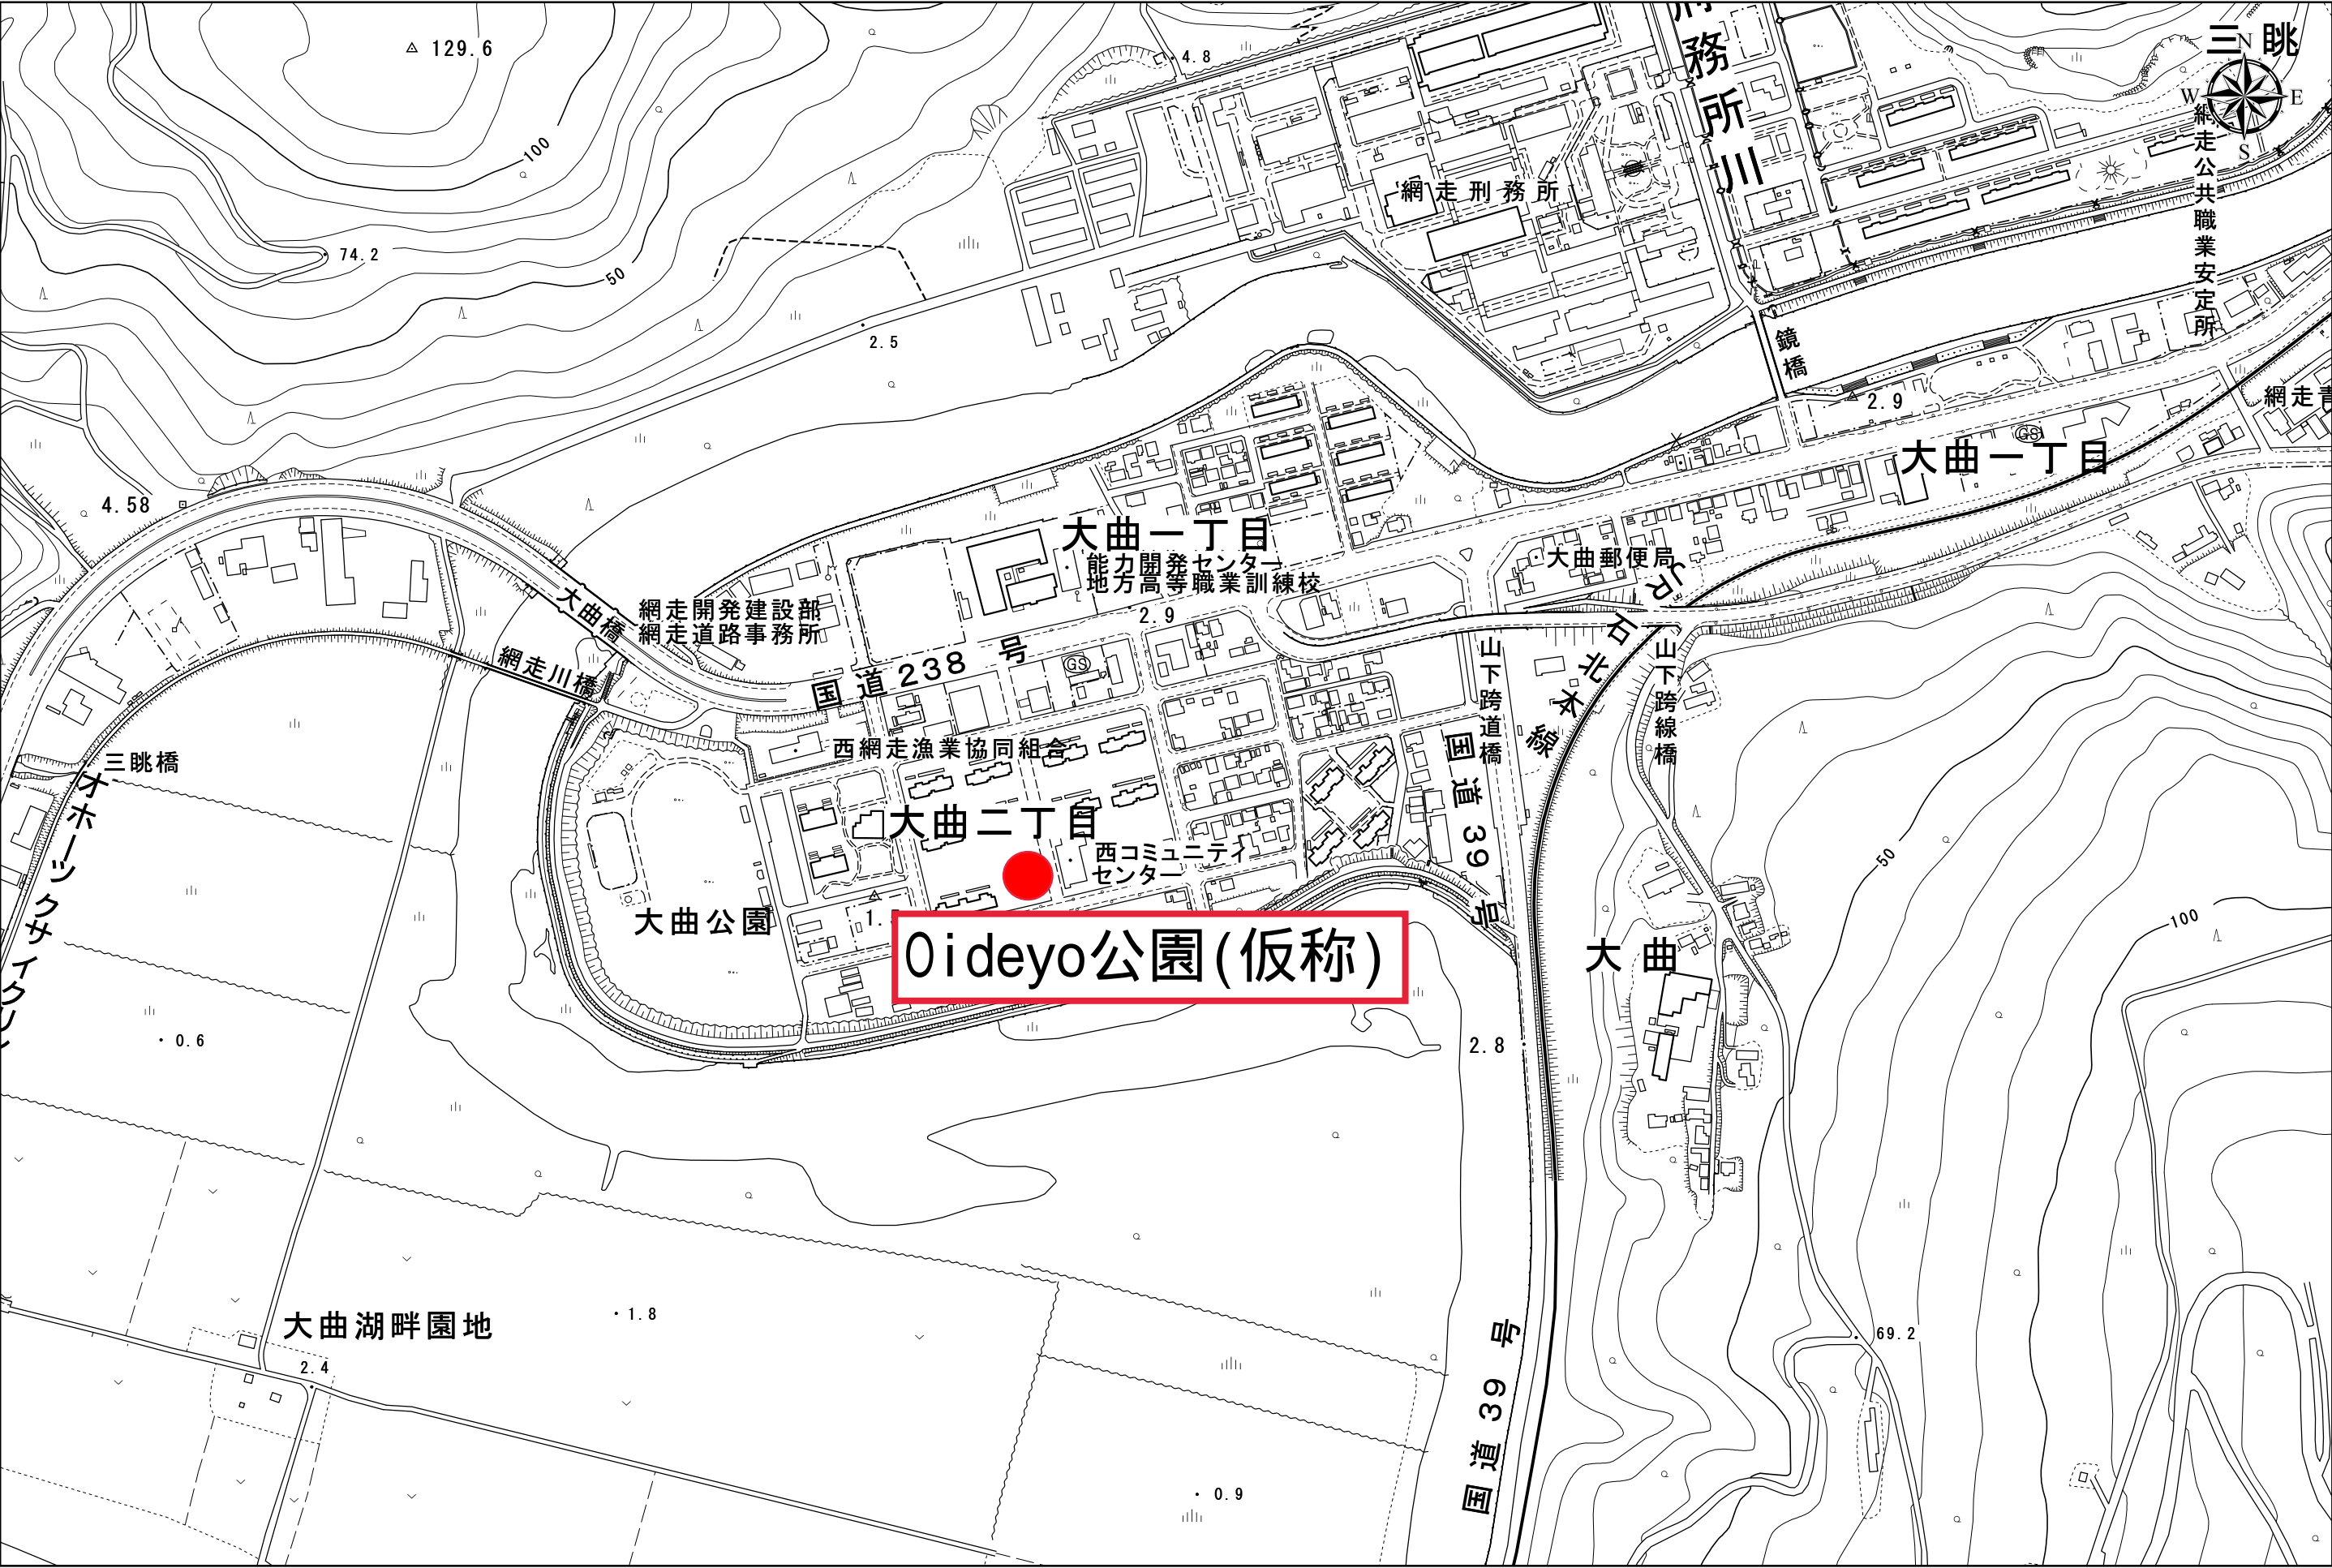 129.6
4.8
務所川
三眺
N
W
E
S
網走公共職業安定所
100
網走刑務所
74.2
50
2.5
鏡橋
2.9
網走
GS
大曲一丁目
4.58
大曲一丁目
能力開発センター
地方高等職業訓練校
大曲郵便局
JR石北本線
大曲橋
網走開発建設部
網走道路事務所
2.9
国道238号
GS
山下跨道橋
山下跨線橋
網走川橋
西網走漁業協同組合
国道39号
三眺橋
オホーツクサイクリン
大曲二丁目
西コミュニティ
センター
50
大曲公園
1.
100
Oideyo公園(仮称)
大曲
0.6
2.8
大曲湖畔園地
1.8
2.4
69.2
国道39号
0.9